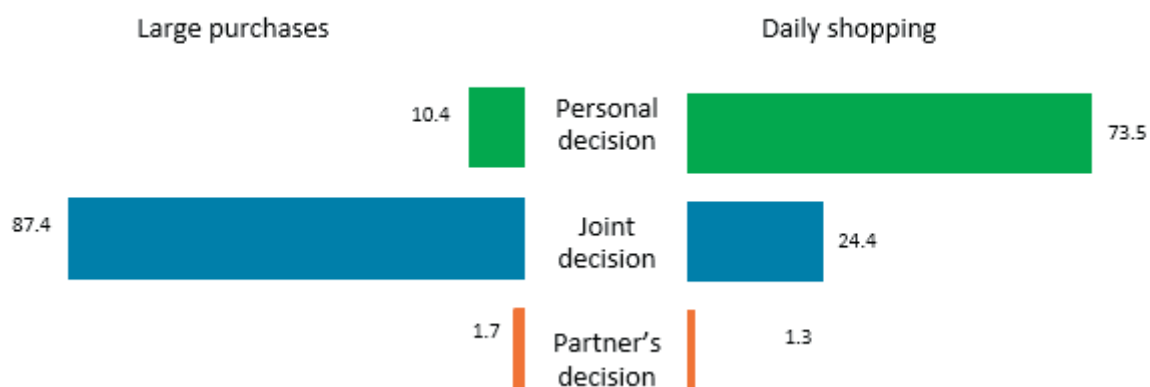 Large purchases
Daily shopping
10.4
Personal
decision
73.5
87.4
Joint
decision
24.4
1.7
Partner's
decision
1.3